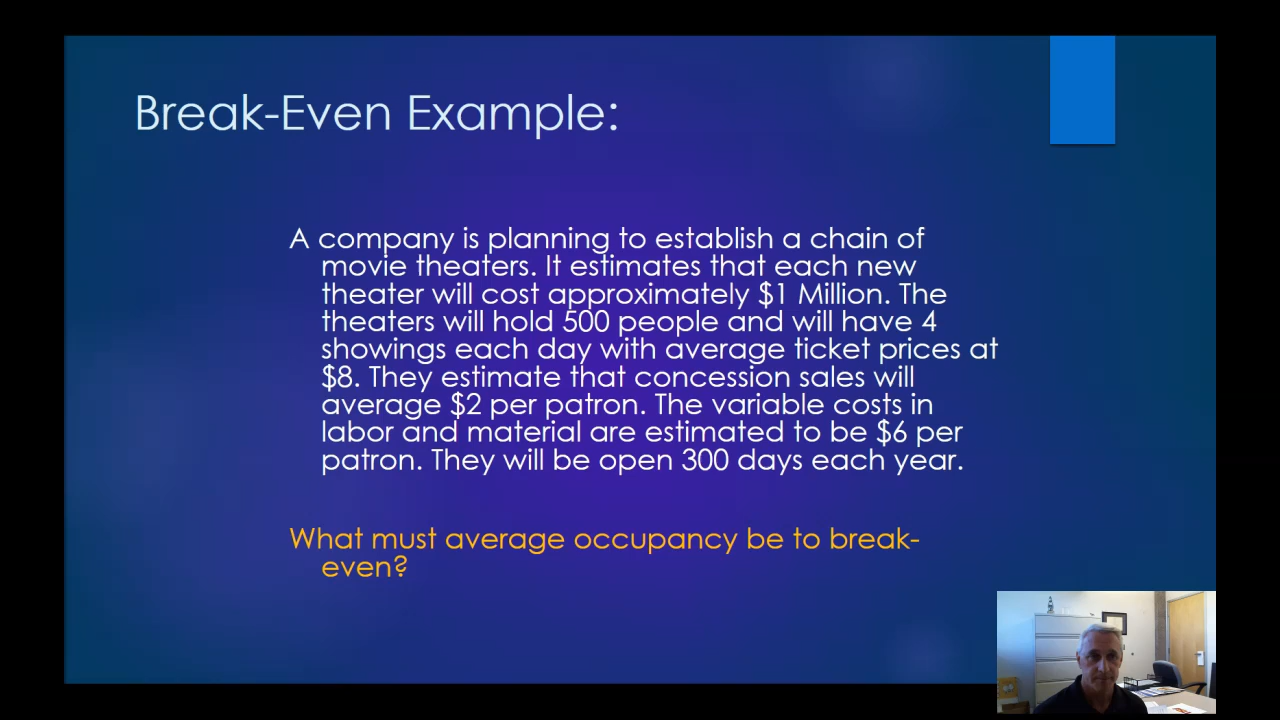 Break-Even Example:
A company is planning to establish a chain of
movie theaters. It estimates that each new
theater will cost approximately $1 Million. The
theaters will hold 500 people and will have 4
showings each day with average ticket prices at
$8. They estimate that concession sales will
average $2 per patron. The variable costs in
labor and material are estimated to be $6 per
patron. They will be open 300 days each year.
What must average occupancy be to break-
even?